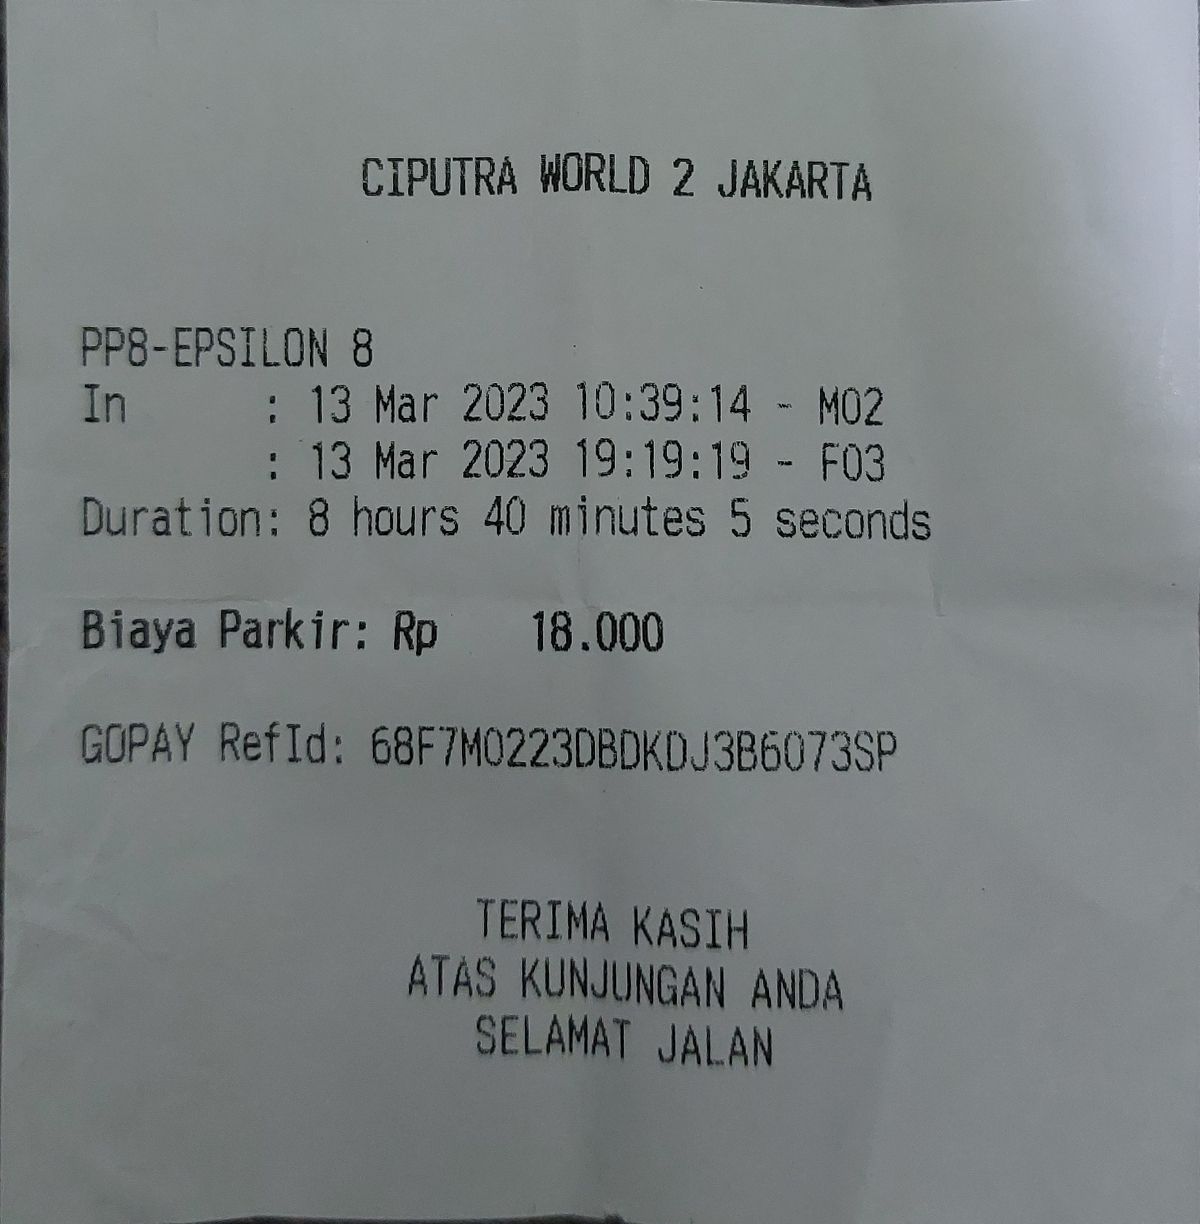 CIPUTRA WORLD 2 JAKARTA
PP8-EPSILON 8
In : 13 Mar 2023 10:39:14 - M02
: 13 Mar 2023 19:19:19 - F03
Duration: 8 hours 40 minutes 5 seconds
Biaya Parkir: Rp 18.000
GOPAY RefId: 68F7M0223DBDKDJ3B6073SP
TERIMA KASIH
ATAS KUNJUNGAN ANDA
SELAMAT JALAN